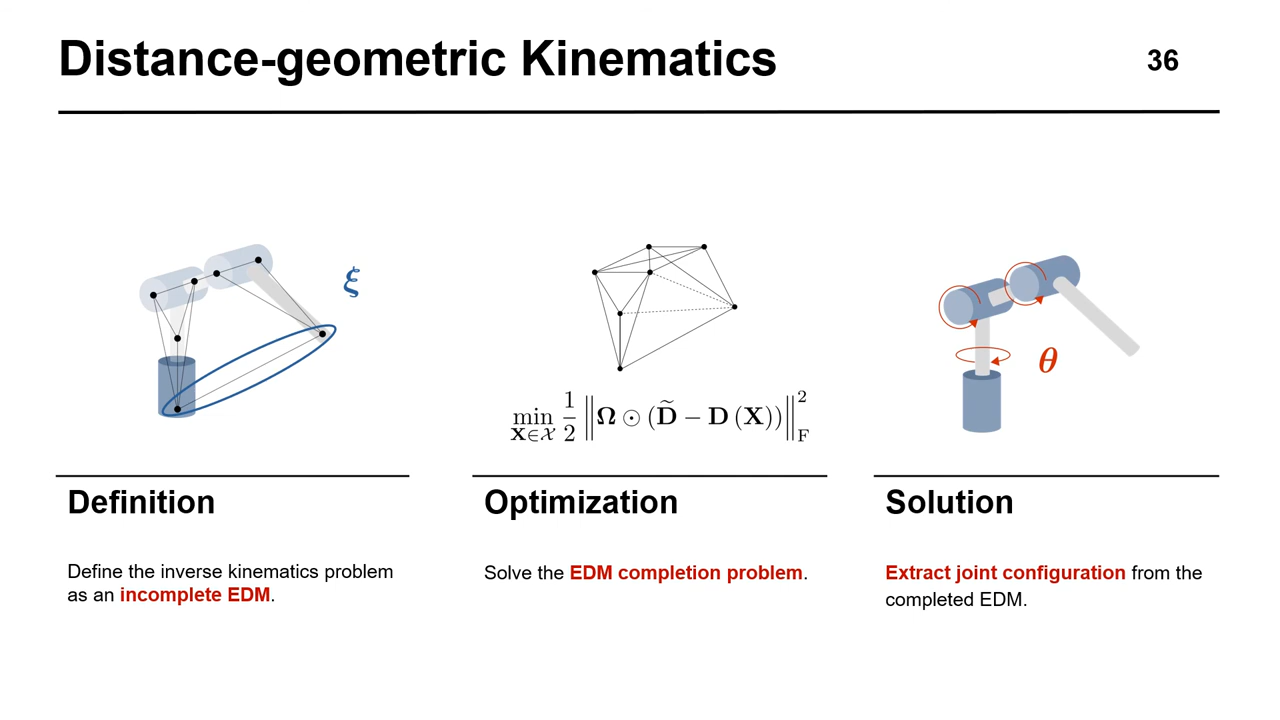 Distance-geometric Kinematics
36
ξ
min 1/2 ‖Ω ⊙ (D̃ − D (X))‖²_F
X∈𝒳
θ
Definition
Define the inverse kinematics problem
as an incomplete EDM.
Optimization
Solve the EDM completion problem.
Solution
Extract joint configuration from the
completed EDM.